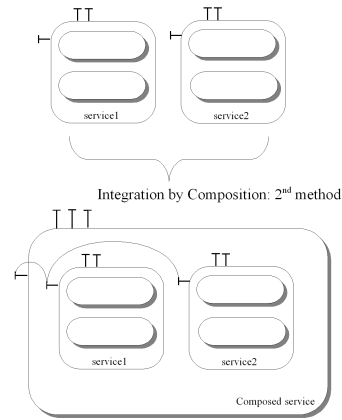 service1
service2
Integration by Composition: 2nd method
service1
service2
Composed service